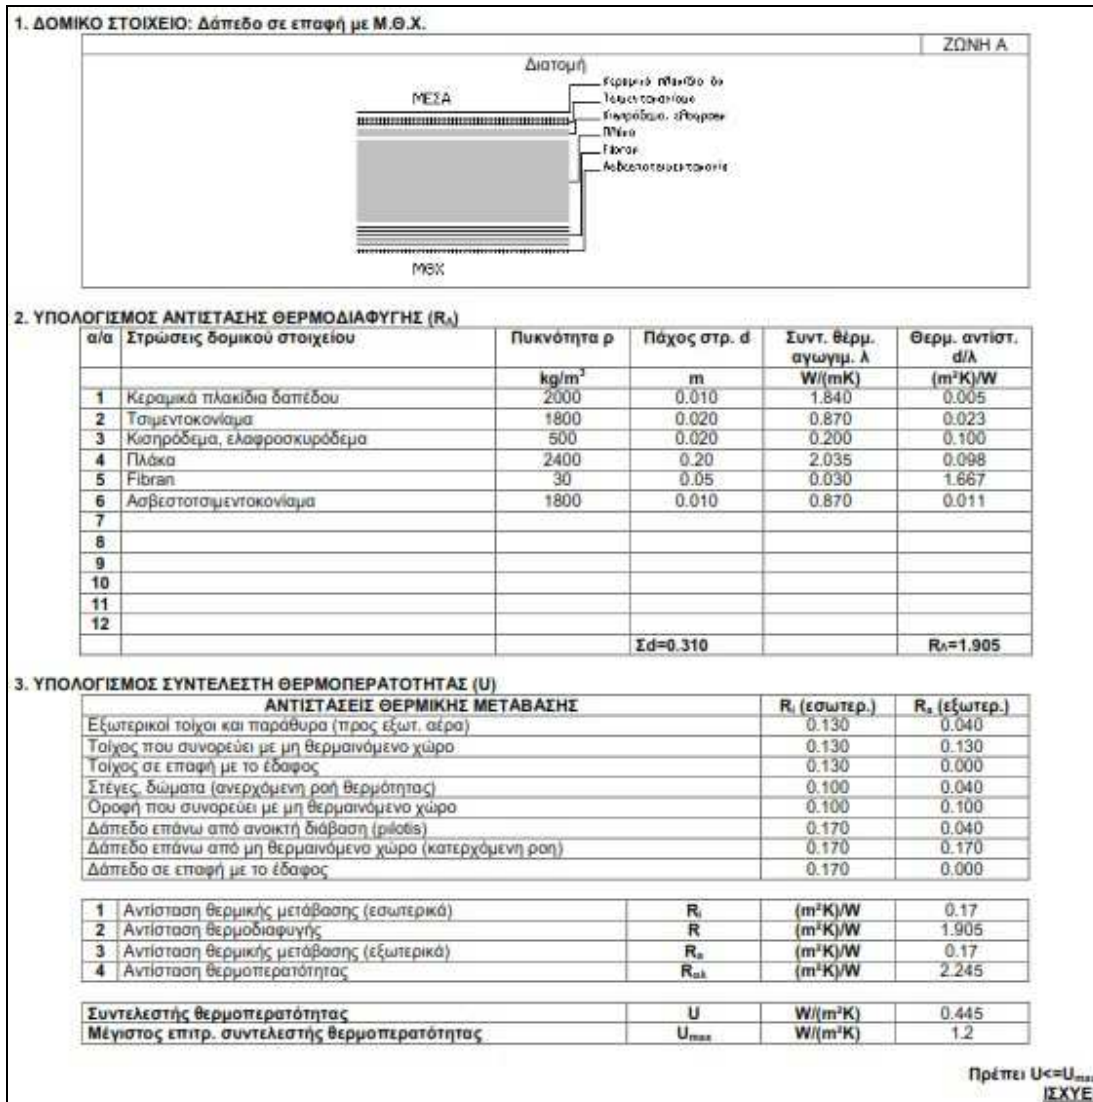 1. ΔΟΜΙΚΟ ΣΤΟΙΧΕΙΟ: Δάπεδο σε επαφή με Μ.Θ.Χ.
ΖΩΝΗ Α
Διατομή
ΜΕΣΑ
Πλάκα
Fibran
ΜΘΧ
2. ΥΠΟΛΟΓΙΣΜΟΣ ΑΝΤΙΣΤΑΣΗΣ ΘΕΡΜΟΔΙΑΦΥΓΗΣ (RΛ)
α/α Στρώσεις δομικού στοιχείου Πυκνότητα ρ Πάχος στρ. d Συντ. θέρμ. αγωγιμ. λ Θερμ. αντίστ. d/λ
kg/m³ m W/(mK) (m²K)/W
1 Κεραμικά πλακίδια δαπέδου 2000 0.010 1.840 0.005
2 Τσιμεντοκονίαμα 1800 0.020 0.870 0.023
3 Κισηρόδεμα, ελαφροσκυρόδεμα 500 0.020 0.200 0.100
4 Πλάκα 2400 0.20 2.035 0.098
5 Fibran 30 0.05 0.030 1.667
6 Ασβεστοτσιμεντοκονίαμα 1800 0.010 0.870 0.011
7
8
9
10
11
12
Σd=0.310 RΛ=1.905
3. ΥΠΟΛΟΓΙΣΜΟΣ ΣΥΝΤΕΛΕΣΤΗ ΘΕΡΜΟΠΕΡΑΤΟΤΗΤΑΣ (U)
ΑΝΤΙΣΤΑΣΕΙΣ ΘΕΡΜΙΚΗΣ ΜΕΤΑΒΑΣΗΣ Ri (εσωτερ.) Ra (εξωτερ.)
Εξωτερικοί τοίχοι και παράθυρα (προς εξωτ. αέρα) 0.130 0.040
Τοίχος που συνορεύει με μη θερμαινόμενο χώρο 0.130 0.130
Τοίχος σε επαφή με το έδαφος 0.130 0.000
Στέγες, δώματα (ανερχόμενη ροή θερμότητας) 0.100 0.040
Οροφή που συνορεύει με μη θερμαινόμενο χώρο 0.100 0.100
Δάπεδο επάνω από ανοικτή διάβαση (pilotis) 0.170 0.040
Δάπεδο επάνω από μη θερμαινόμενο χώρο (κατερχόμενη ροη) 0.170 0.170
Δάπεδο σε επαφή με το έδαφος 0.170 0.000
1 Αντίσταση θερμικής μετάβασης (εσωτερικά) Ri (m²K)/W 0.17
2 Αντίσταση θερμοδιαφυγής R (m²K)/W 1.905
3 Αντίσταση θερμικής μετάβασης (εξωτερικά) Ra (m²K)/W 0.17
4 Αντίσταση θερμοπερατότητας (m²K)/W 2.245
Συντελεστής θερμοπερατότητας U W/(m²K) 0.445
Μέγιστος επιτρ. συντελεστής θερμοπερατότητας Umax W/(m²K) 1.2
Πρέπει U<=Umax
ΙΣΧΥΕ